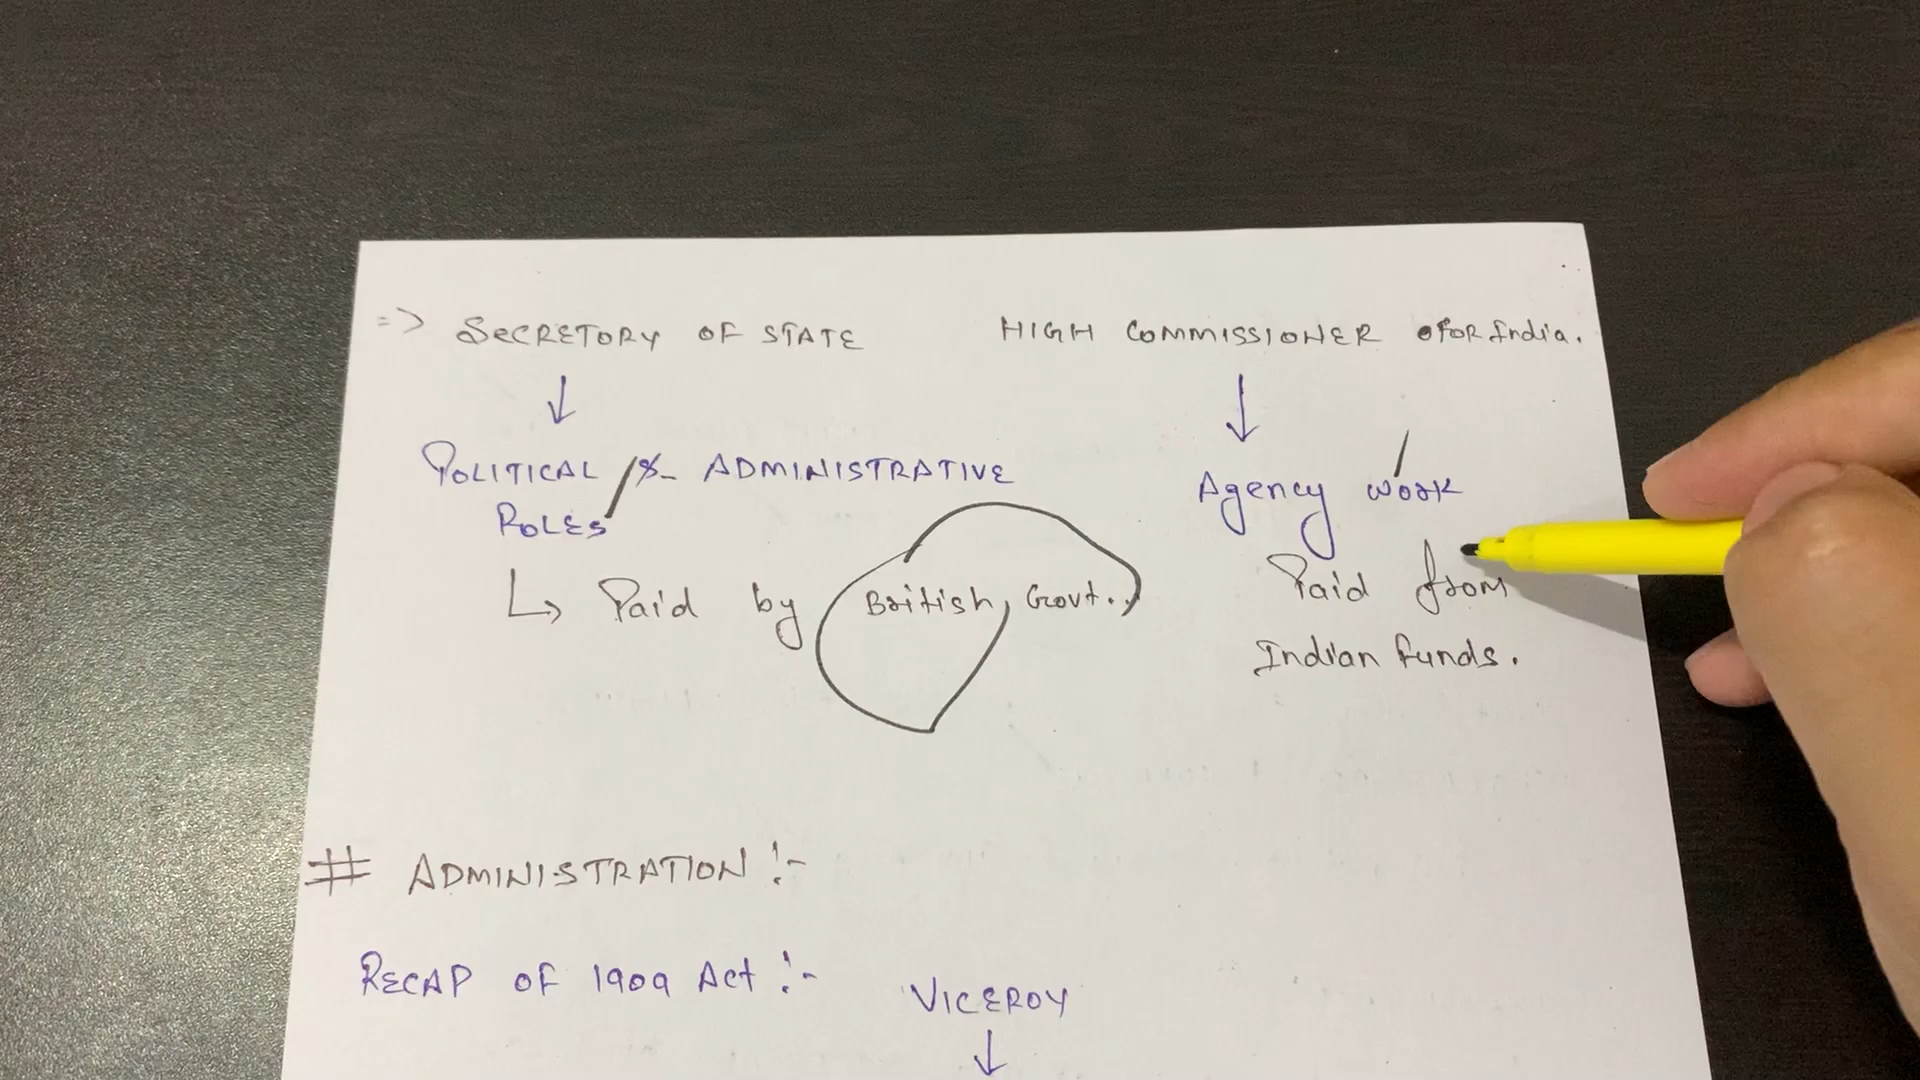 => SECRETORY OF STATE
HIGH COMMISSIONER FOR India.
↓
↓
POLITICAL & ADMINISTRATIVE
ROLES
Agency work
↳ Paid by British Govt.
Paid from
Indian funds.
# ADMINISTRATION :-
RECAP OF 1909 Act :-
VICEROY
↓